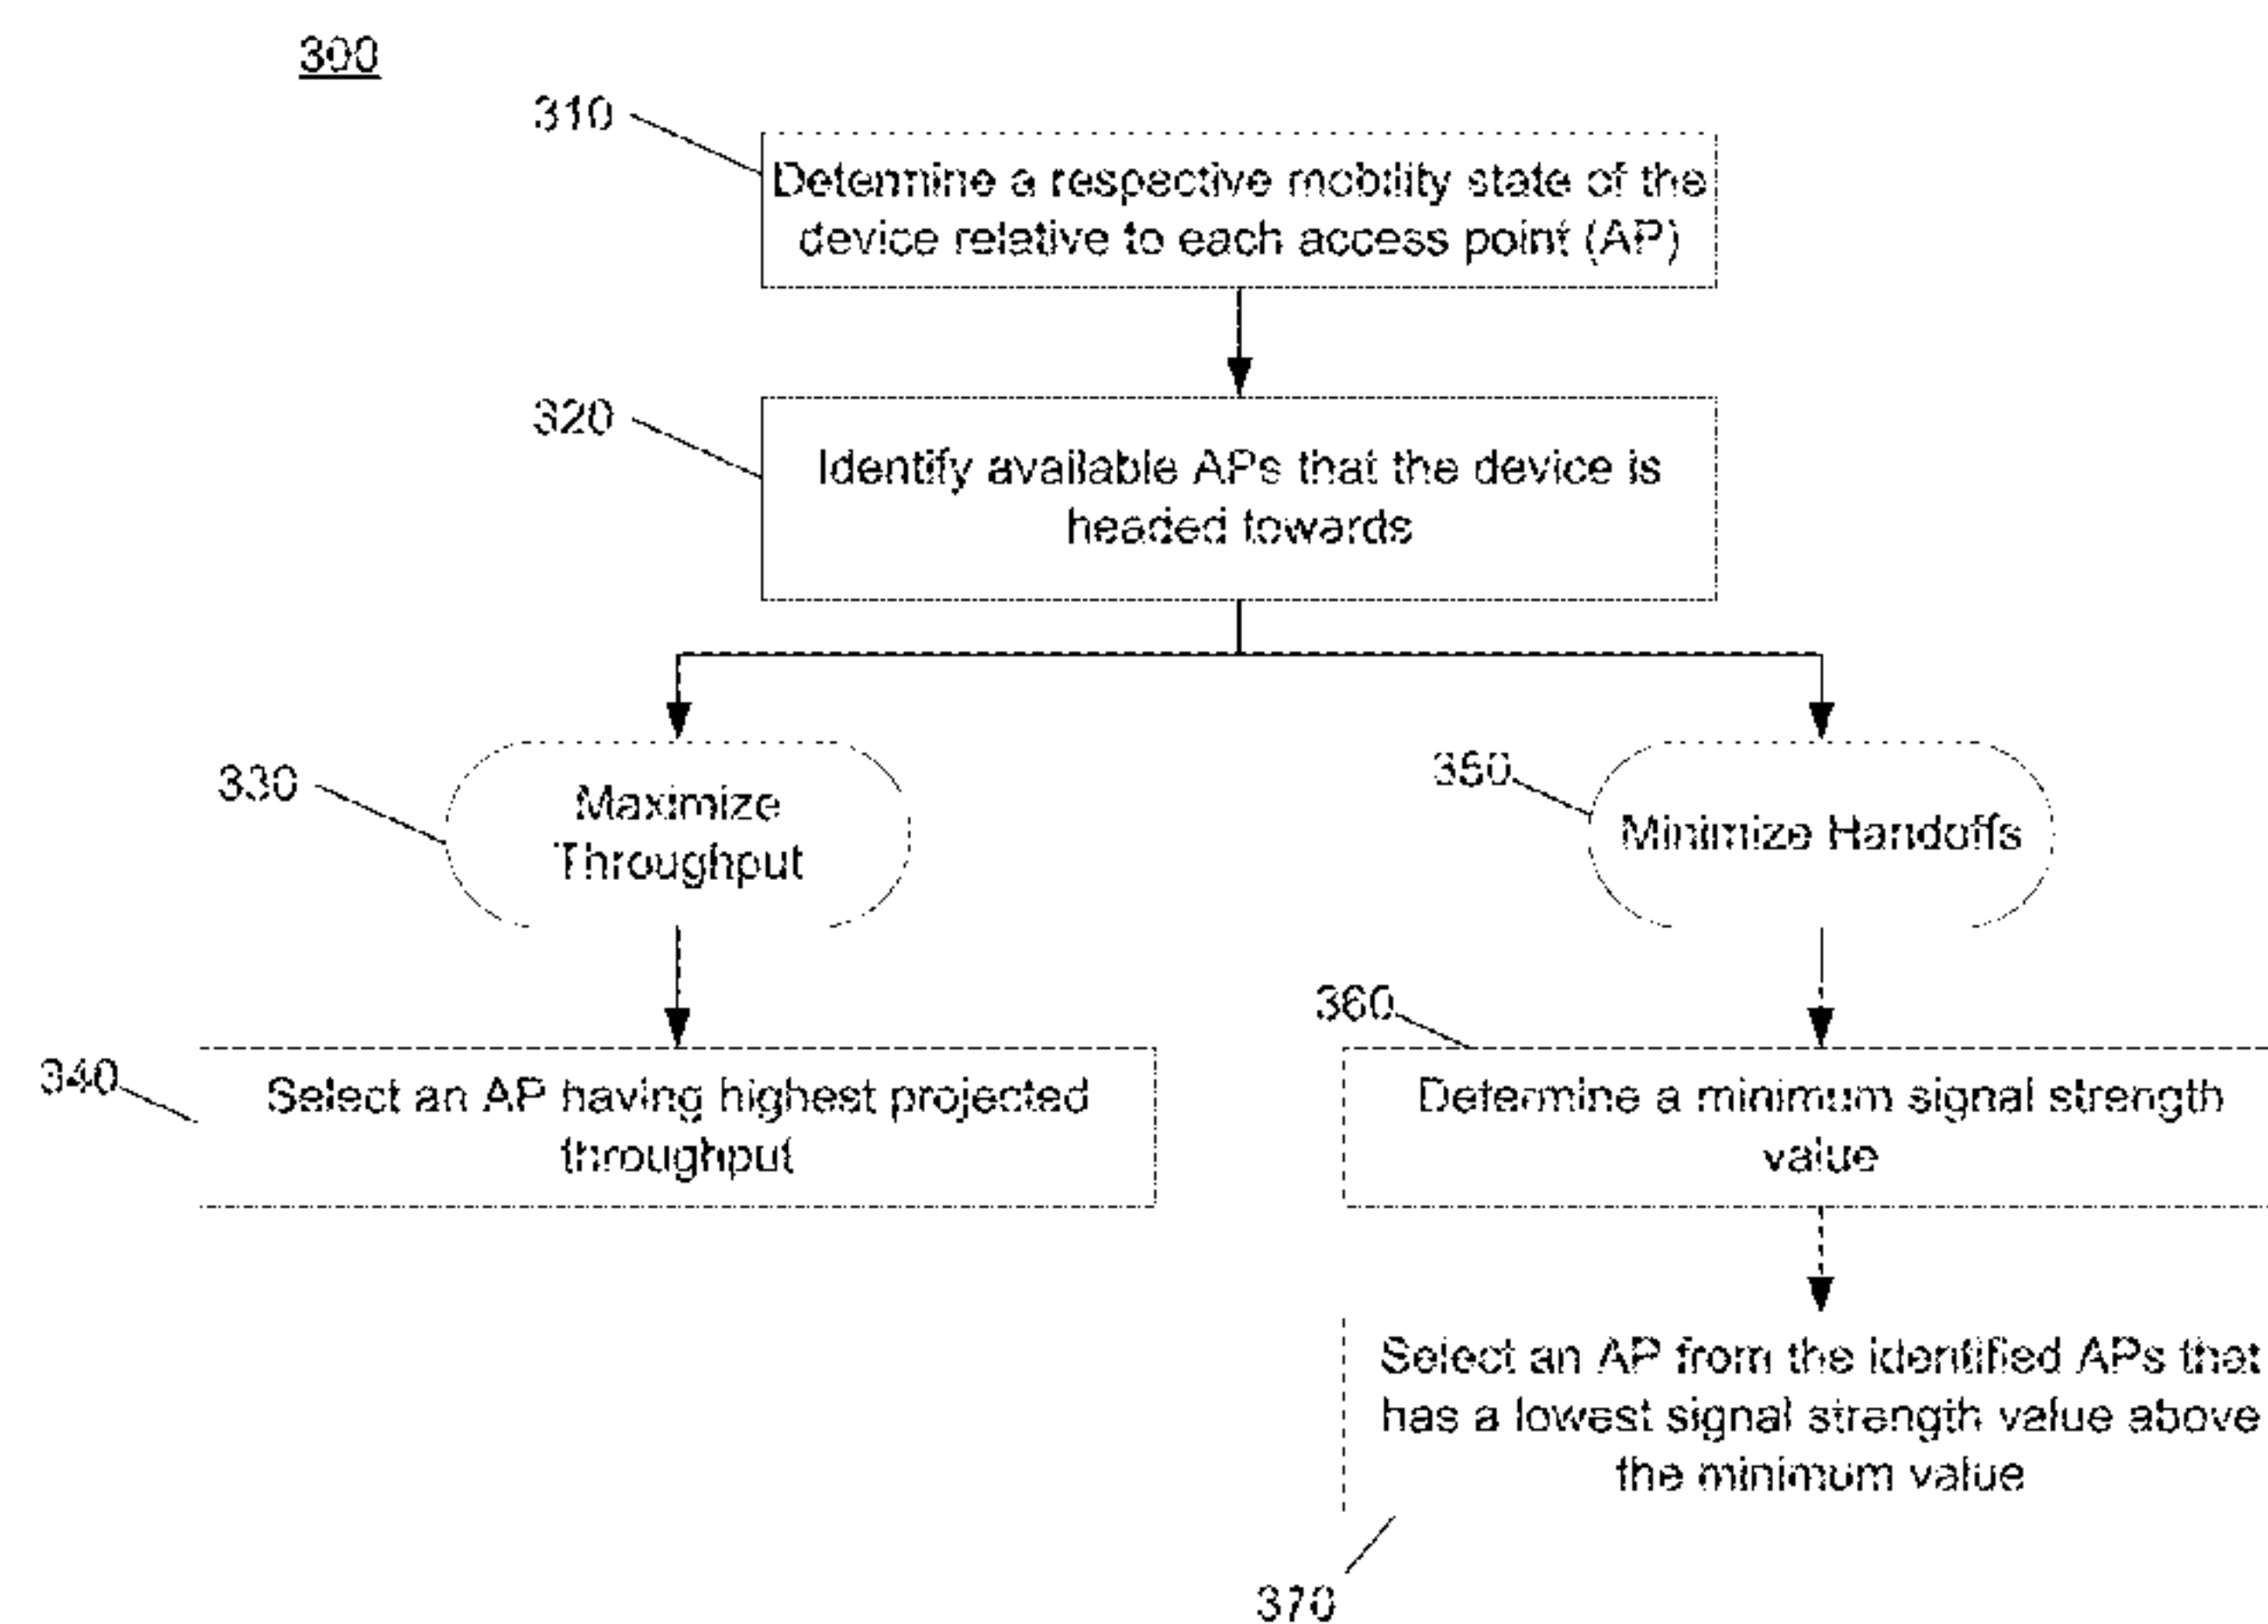 300
310
Determine a respective mobility state of the
device relative to each access point (AP)
320
Identify available APs that the device is
headed towards
330
Maximize
Throughput
350
Minimize Handoffs
340
Select an AP having highest projected
throughput
360
Determine a minimum signal strength
value
Select an AP from the identified APs that
has a lowest signal strength value above
the minimum value
370